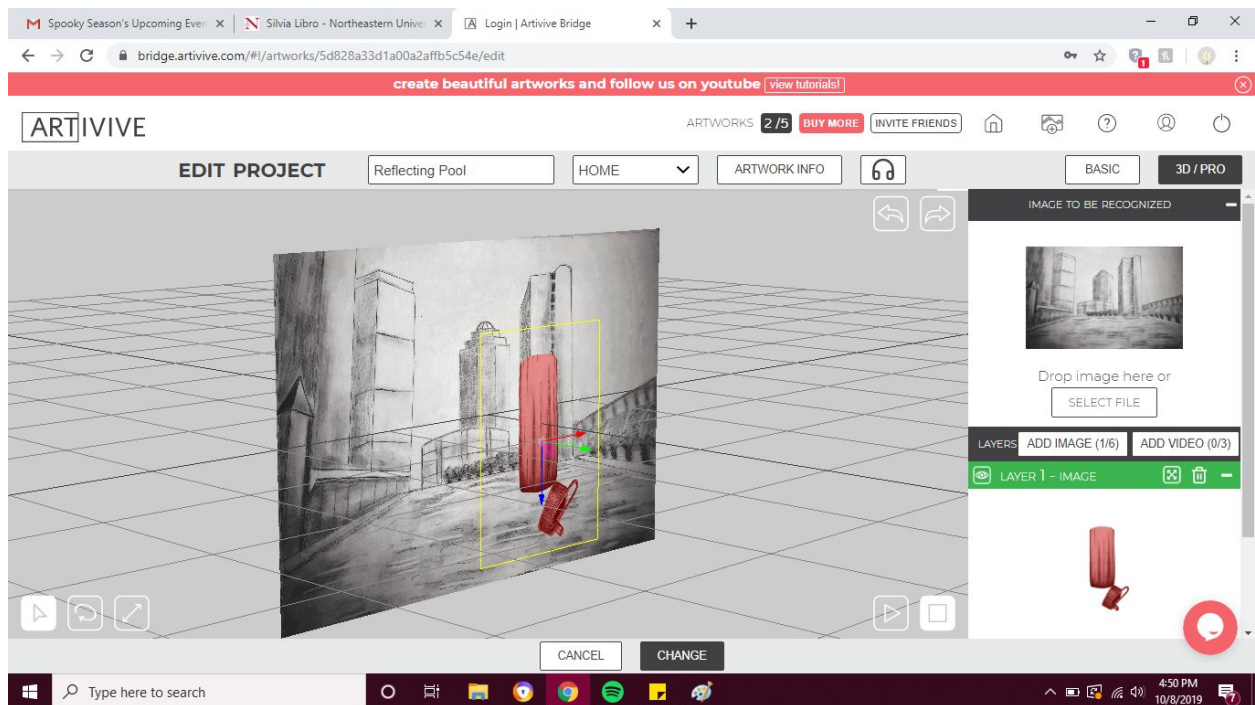 Spooky Season's Upcoming Even
Silvia Libro - Northeastern Univer
Login | Artivive Bridge
bridge.artivive.com/#!/artworks/5d828a33d1a00a2affb5c54e/edit
1
create beautiful artworks and follow us on youtube view tutorials!
ARTIVIVE
ARTWORKS 2 /5 BUY MORE INVITE FRIENDS
EDIT PROJECT
Reflecting Pool
HOME
ARTWORK INFO
BASIC
3D / PRO
IMAGE TO BE RECOGNIZED
Drop image here or
SELECT FILE
LAYERS ADD IMAGE (1/6) ADD VIDEO (0/3)
LAYER 1 - IMAGE
CANCEL CHANGE
Type here to search
4:50 PM
10/8/2019
7